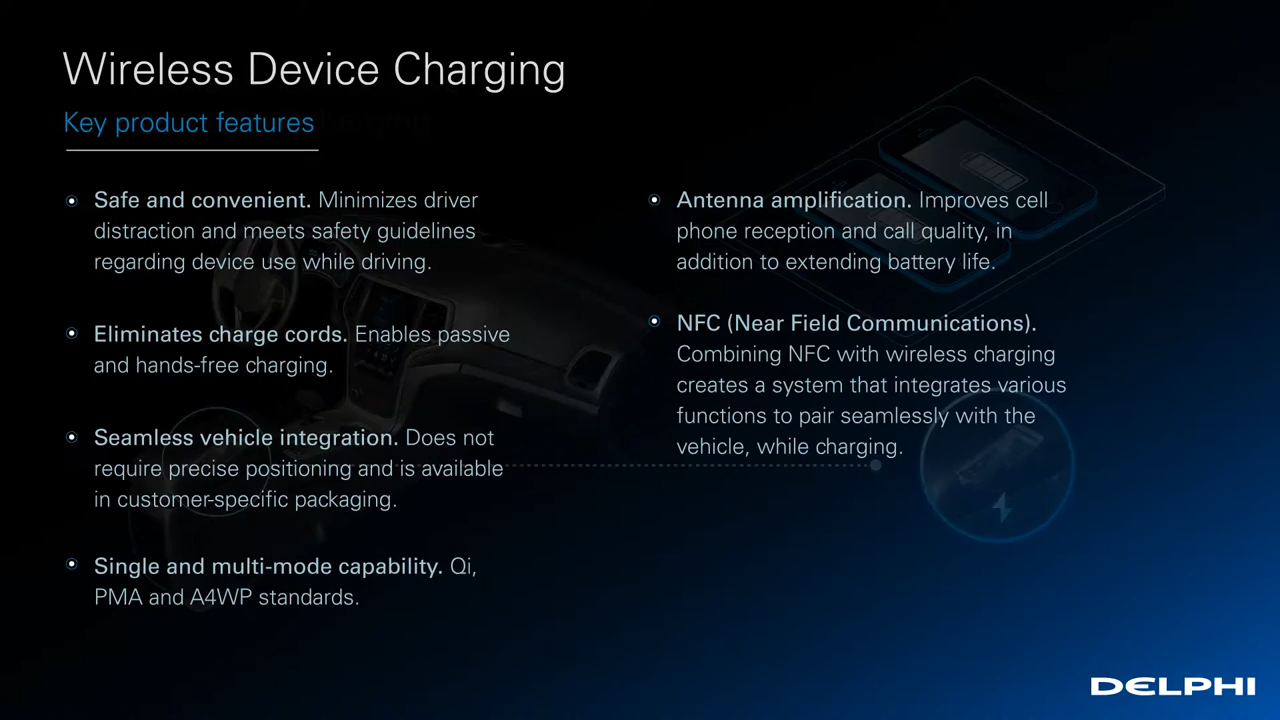 Wireless Device Charging
Key product features
Safe and convenient. Minimizes driver
distraction and meets safety guidelines
regarding device use while driving.
Eliminates charge cords. Enables passive
and hands-free charging.
Seamless vehicle integration. Does not
require precise positioning and is available
in customer-specific packaging.
Single and multi-mode capability. Qi,
PMA and A4WP standards.
Antenna amplification. Improves cell
phone reception and call quality, in
addition to extending battery life.
NFC (Near Field Communications).
Combining NFC with wireless charging
creates a system that integrates various
functions to pair seamlessly with the
vehicle, while charging.
DELPHI